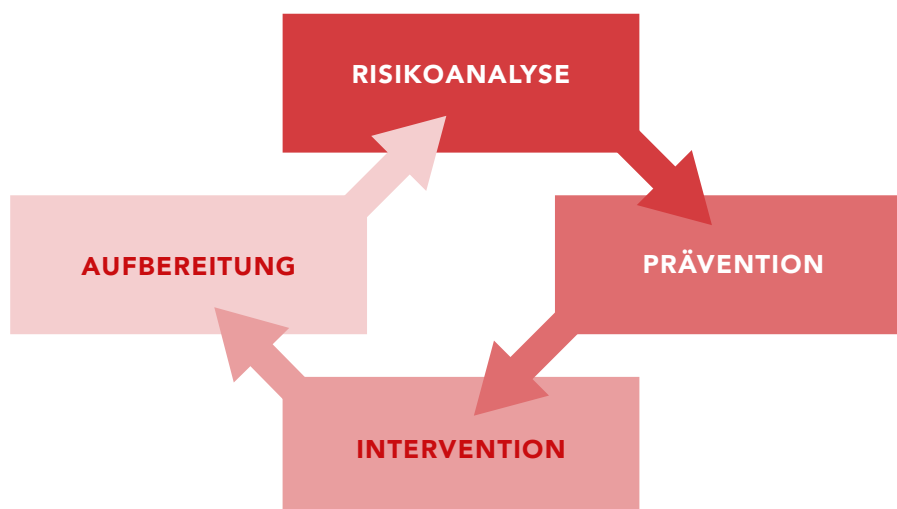 RISIKOANALYSE
AUFBEREITUNG
PRÄVENTION
INTERVENTION